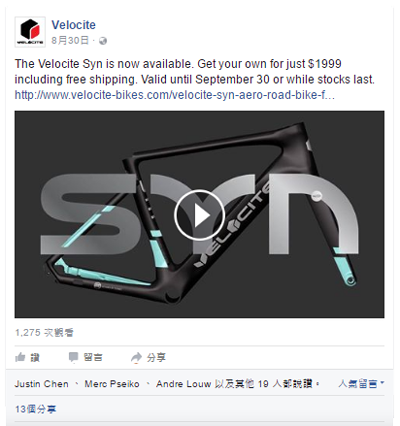 VELOCITE
Velocite
8月30日 ·
The Velocite Syn is now available. Get your own for just $1999
including free shipping. Valid until September 30 or while stocks last.
http://www.velocite-bikes.com/velocite-syn-aero-road-bike-f...
syn
VELOCITE
1,275 次觀看
讚 留言 分享
Justin Chen、Merc Pseiko、Andre Louw 以及其他 19 人都說讚。 人氣留言
13個分享